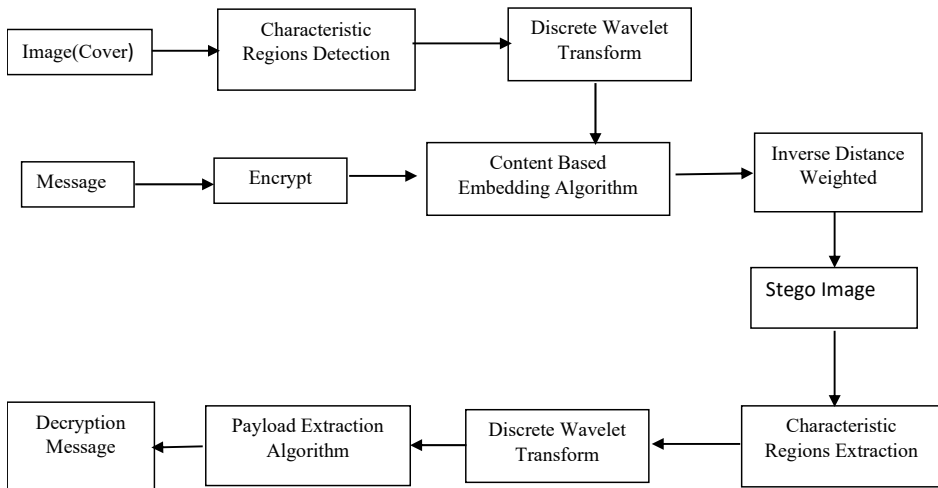 Image(Cover)
Characteristic
Regions Detection
Discrete Wavelet
Transform
Message
Encrypt
Content Based
Embedding Algorithm
Inverse Distance
Weighted
Stego Image
Decryption
Message
Payload Extraction
Algorithm
Discrete Wavelet
Transform
Characteristic
Regions Extraction